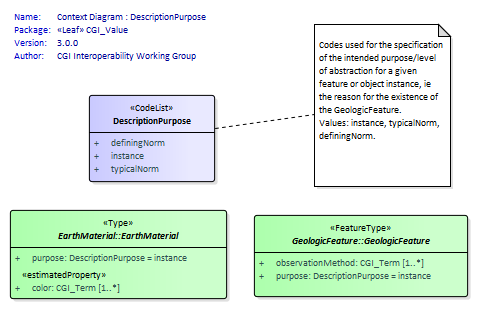 Name: Context Diagram : DescriptionPurpose
Package: «Leaf» CGI_Value
Version: 3.0.0
Author: CGI Interoperability Working Group
Codes used for the specification
of the intended purpose/level
of abstraction for a given
feature or object instance, ie
the reason for the existence of
the GeologicFeature.
Values: instance, typicalNorm,
definingNorm.
«CodeList»
DescriptionPurpose
+ definingNorm
+ instance
+ typicalNorm
«Type»
EarthMaterial::EarthMaterial
+ purpose: DescriptionPurpose = instance
«estimatedProperty»
+ color: CGI_Term [1..*]
«FeatureType»
GeologicFeature::GeologicFeature
+ observationMethod: CGI_Term [1..*]
+ purpose: DescriptionPurpose = instance